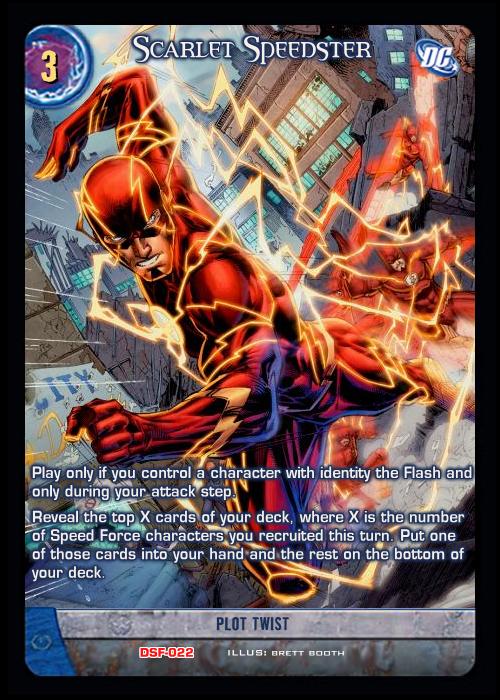 3
Scarlet Speedster
DC
CITY
Play only if you control a character with identity the Flash and
only during your attack step.
Reveal the top X cards of your deck, where X is the number
of Speed Force characters you recruited this turn. Put one
of those cards into your hand and the rest on the bottom of
your deck.
PLOT TWIST
DSF-022 ILLUS: BRETT BOOTH